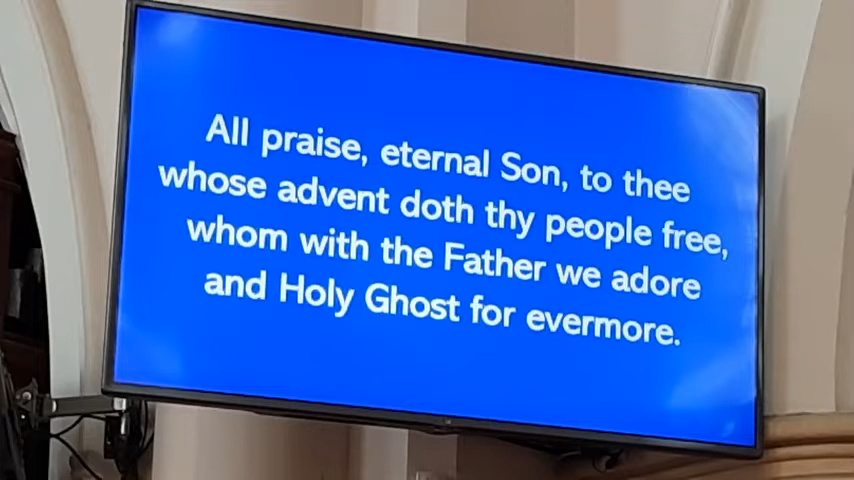 All praise, eternal Son, to thee
whose advent doth thy people free,
whom with the Father we adore
and Holy Ghost for evermore.